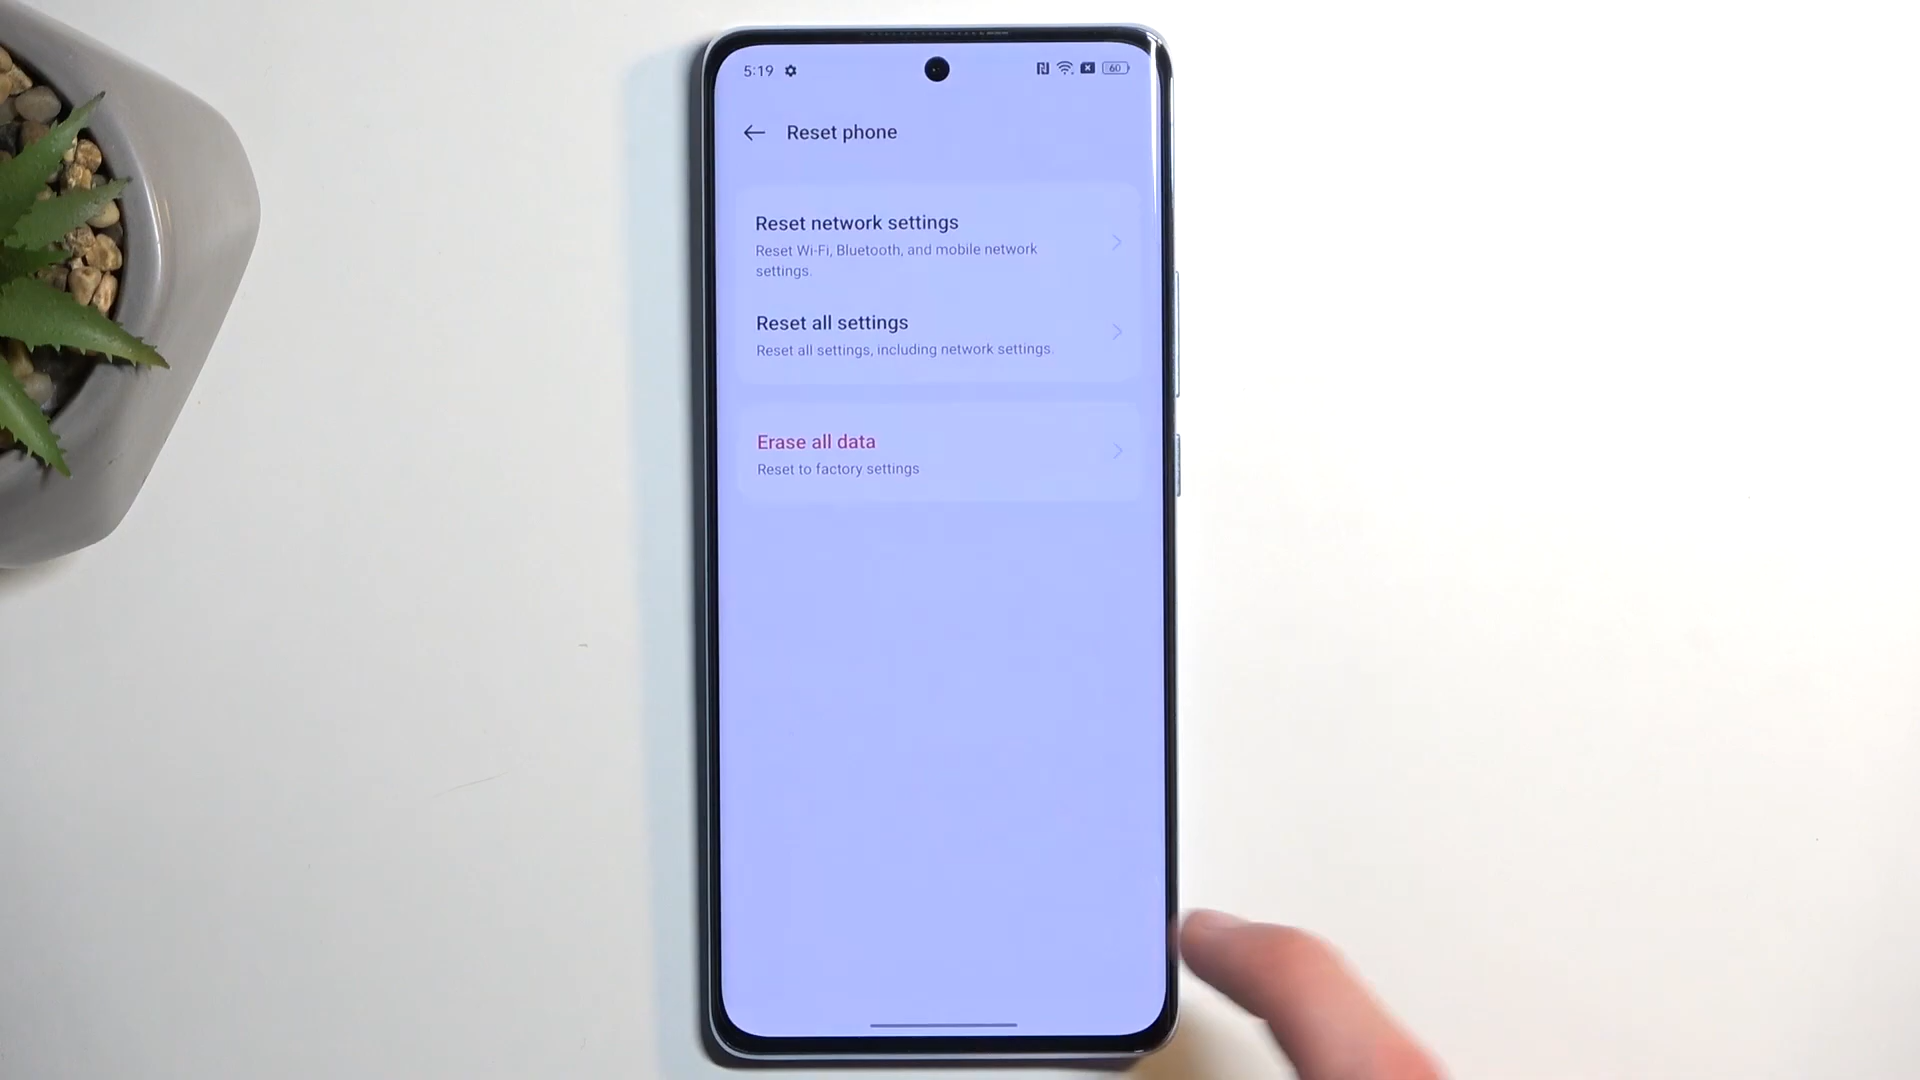 5:19
60
Reset phone
Reset network settings
Reset Wi-Fi, Bluetooth, and mobile network
settings.
Reset all settings
Reset all settings, including network settings.
Erase all data
Reset to factory settings